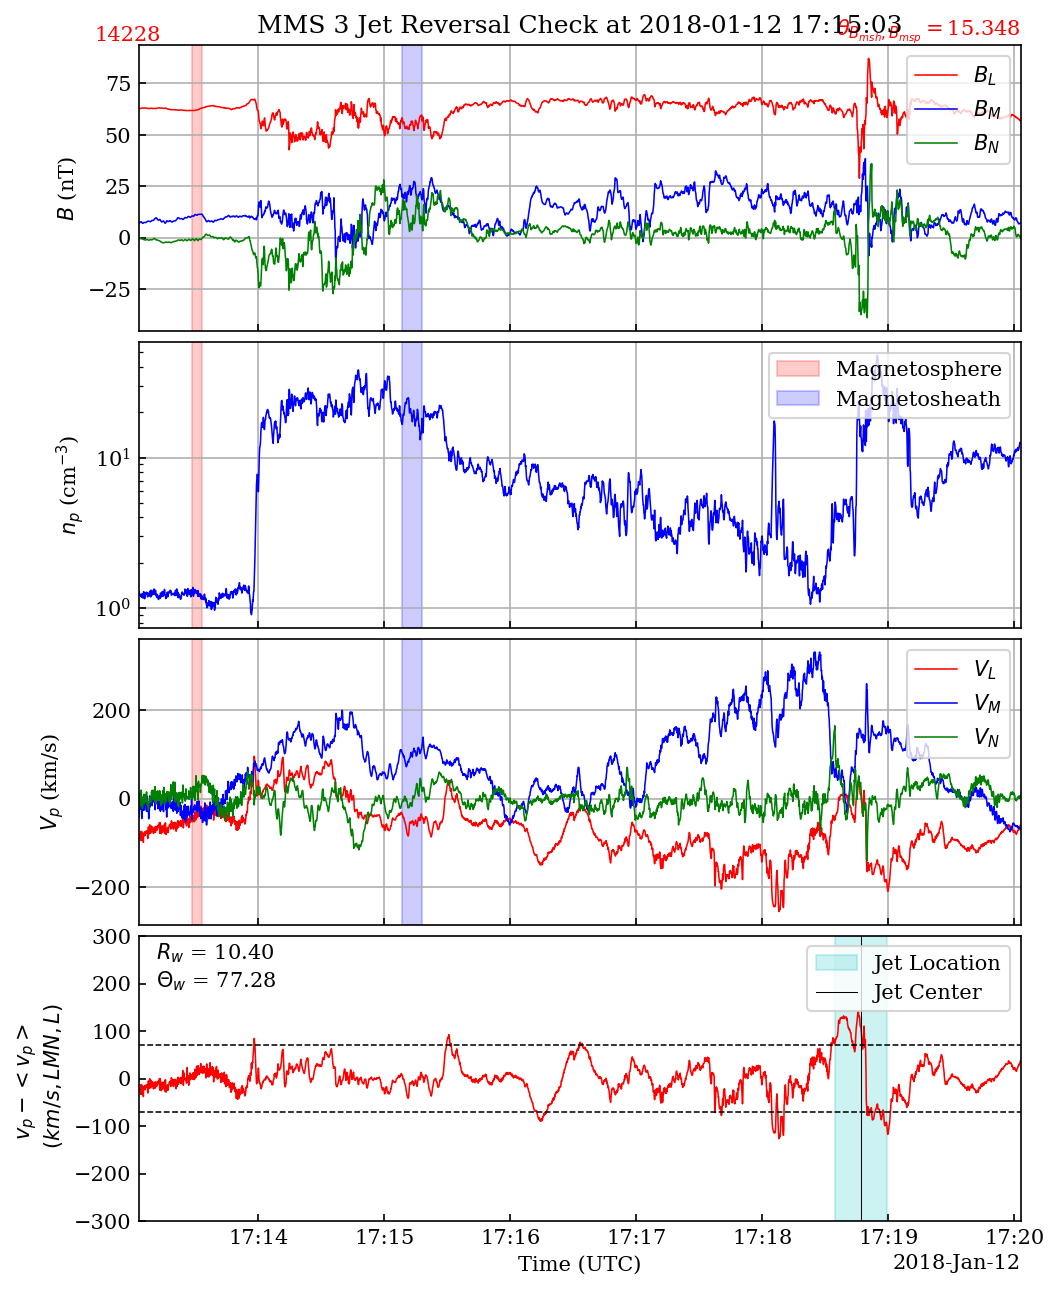 14228
MMS 3 Jet Reversal Check at 2018-01-12 17:15:03
θ_{B_{msh}, B_{msp}} = 15.348
B (nT)
75
50
25
0
−25
B_L
B_M
B_N
n_p (cm^{−3})
10^1
10^0
Magnetosphere
Magnetosheath
V_p (km/s)
200
0
−200
V_L
V_M
V_N
v_p − < v_p >
(km/s, LMN, L)
300
200
100
0
−100
−200
−300
R_w = 10.40
Θ_w = 77.28
Jet Location
Jet Center
17:14 17:15 17:16 17:17 17:18 17:19 17:20
Time (UTC)
2018-Jan-12